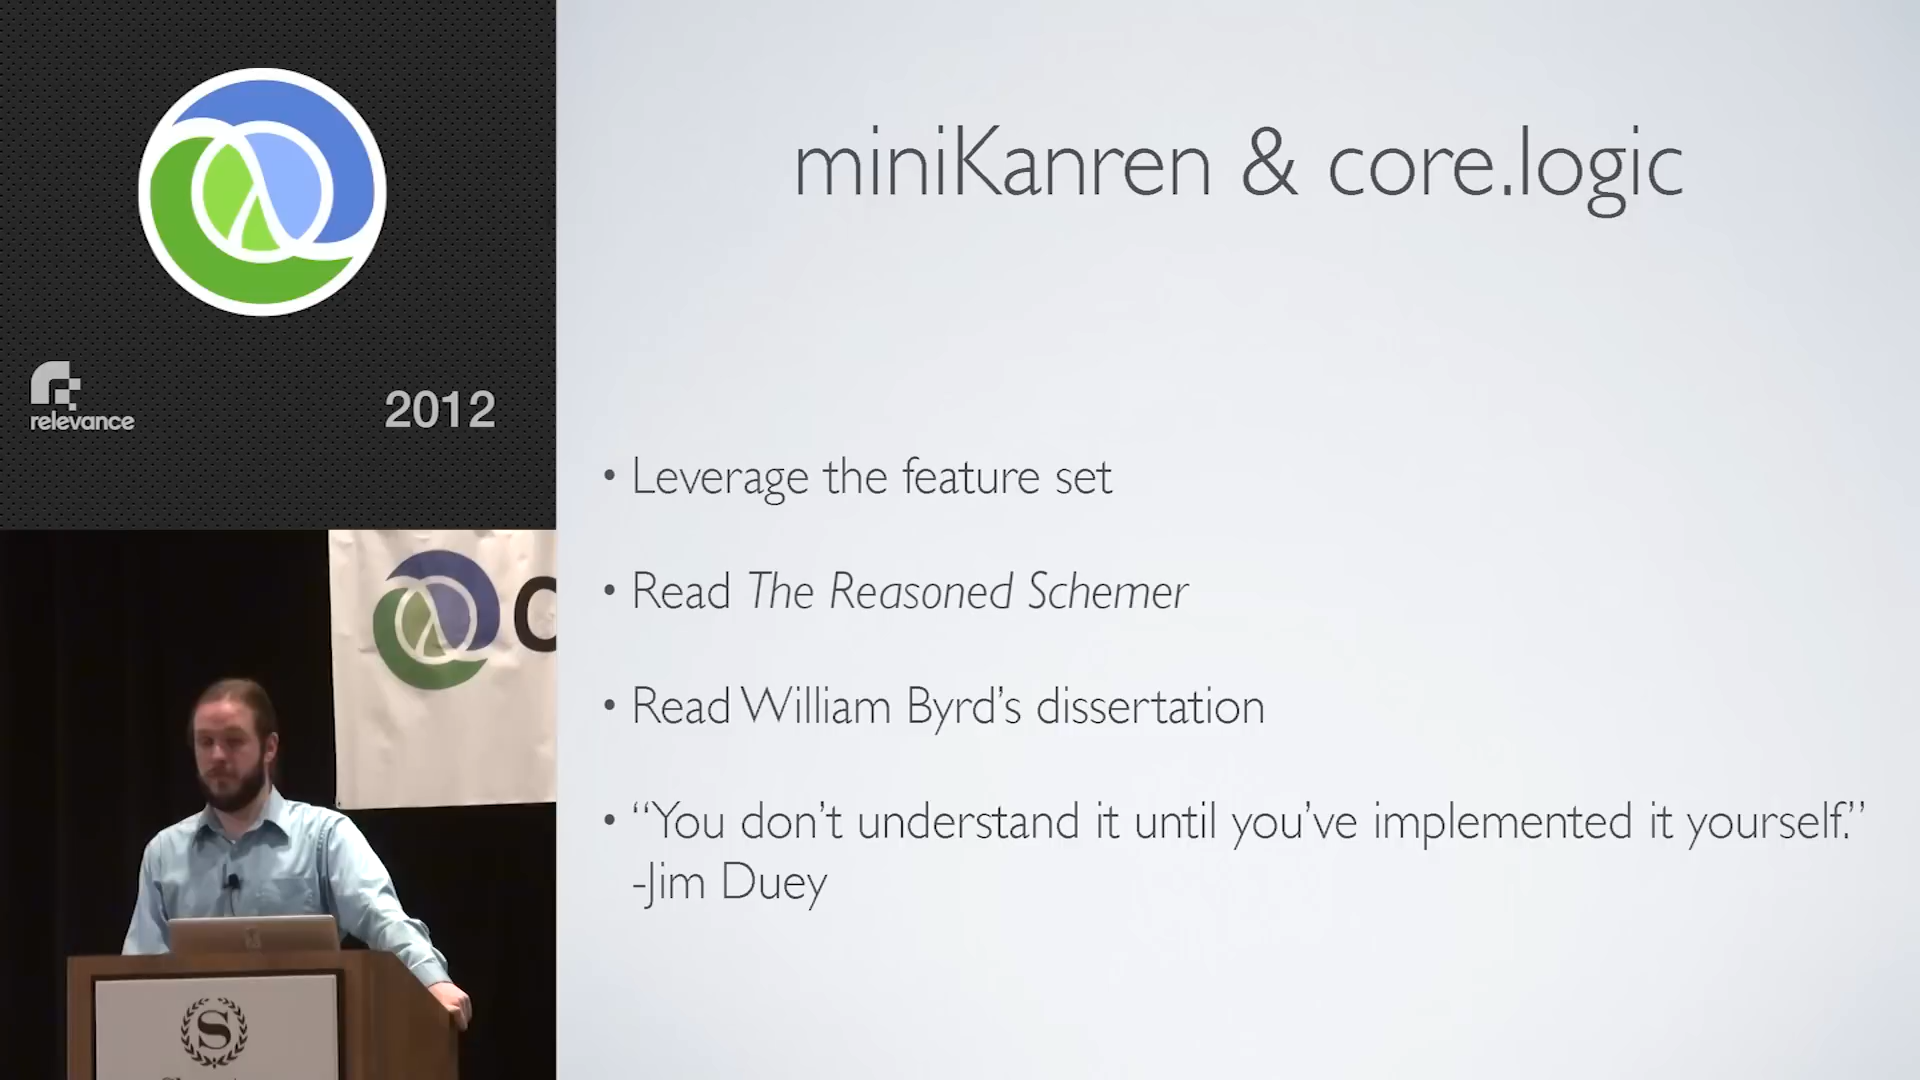 relevance
2012
miniKanren & core.logic
• Leverage the feature set
• Read The Reasoned Schemer
• Read William Byrd’s dissertation
• “You don’t understand it until you’ve implemented it yourself.”
-Jim Duey
C
S